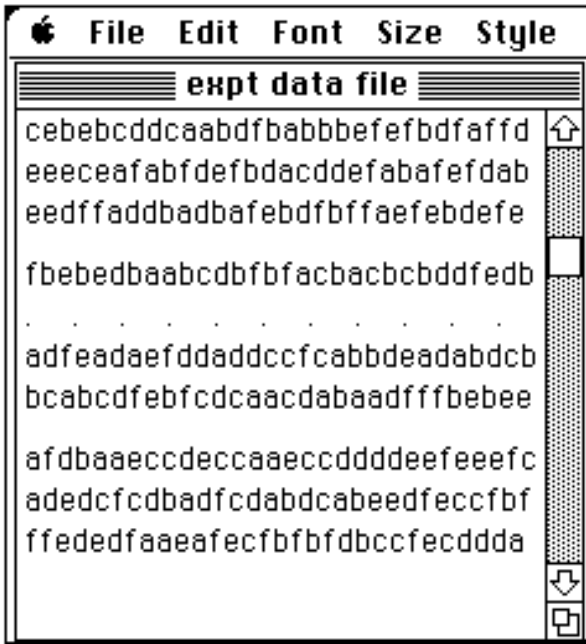 File Edit Font Size Style
expt data file
cebebcddcaabdfbabbbefefbdfaffd
eeeceafabfdefbdacddefabafefdab
eedffaddbadbafebdfbffaefebdefe
fbebedbaabcdbfbfacbacbcbddfedb
. . . . . . . . . . .
adfeadaefddaddccfcabbdeadabdcb
bcabcdfebfcdcaacdabaadfffbebee
afdbaaeccdeccaaeccddddeefeeefc
adedcfcdbadfcdabdcabeedfeccfbf
ffededfaaeafecfbfbfdbccfecddda